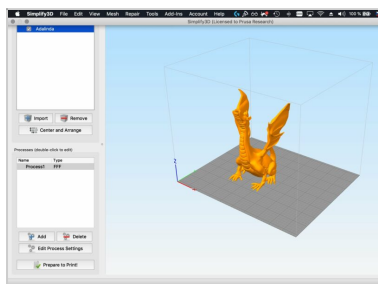 Simplify3D File Edit View Mesh Repair Tools Add-Ins Account Help 100%
Simplify3D (Licensed to Prusa Research)
Adalinda
Import Remove
Center and Arrange
Processes (double-click to edit)
Name Type
Process1 FFF
Add Delete
Edit Process Settings
Prepare to Print!
Z